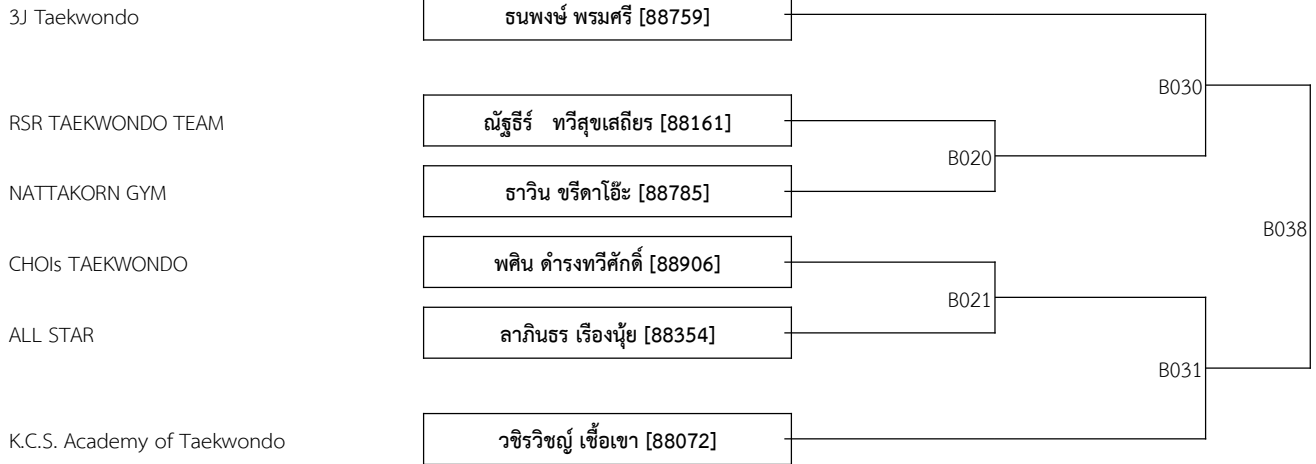 3J Taekwondo ธนพงษ์ พรมศรี [88759]
B030
RSR TAEKWONDO TEAM ณัฐธีร์ ทวีสุขเสถียร [88161]
B020
NATTAKORN GYM ธาวิน ขรีดาโอ๊ะ [88785]
B038
CHOIs TAEKWONDO พศิน ดำรงทวีศักดิ์ [88906]
B021
ALL STAR ลาภินธร เรืองนุ้ย [88354]
B031
K.C.S. Academy of Taekwondo วชิรวิชญ์ เชื้อเขา [88072]